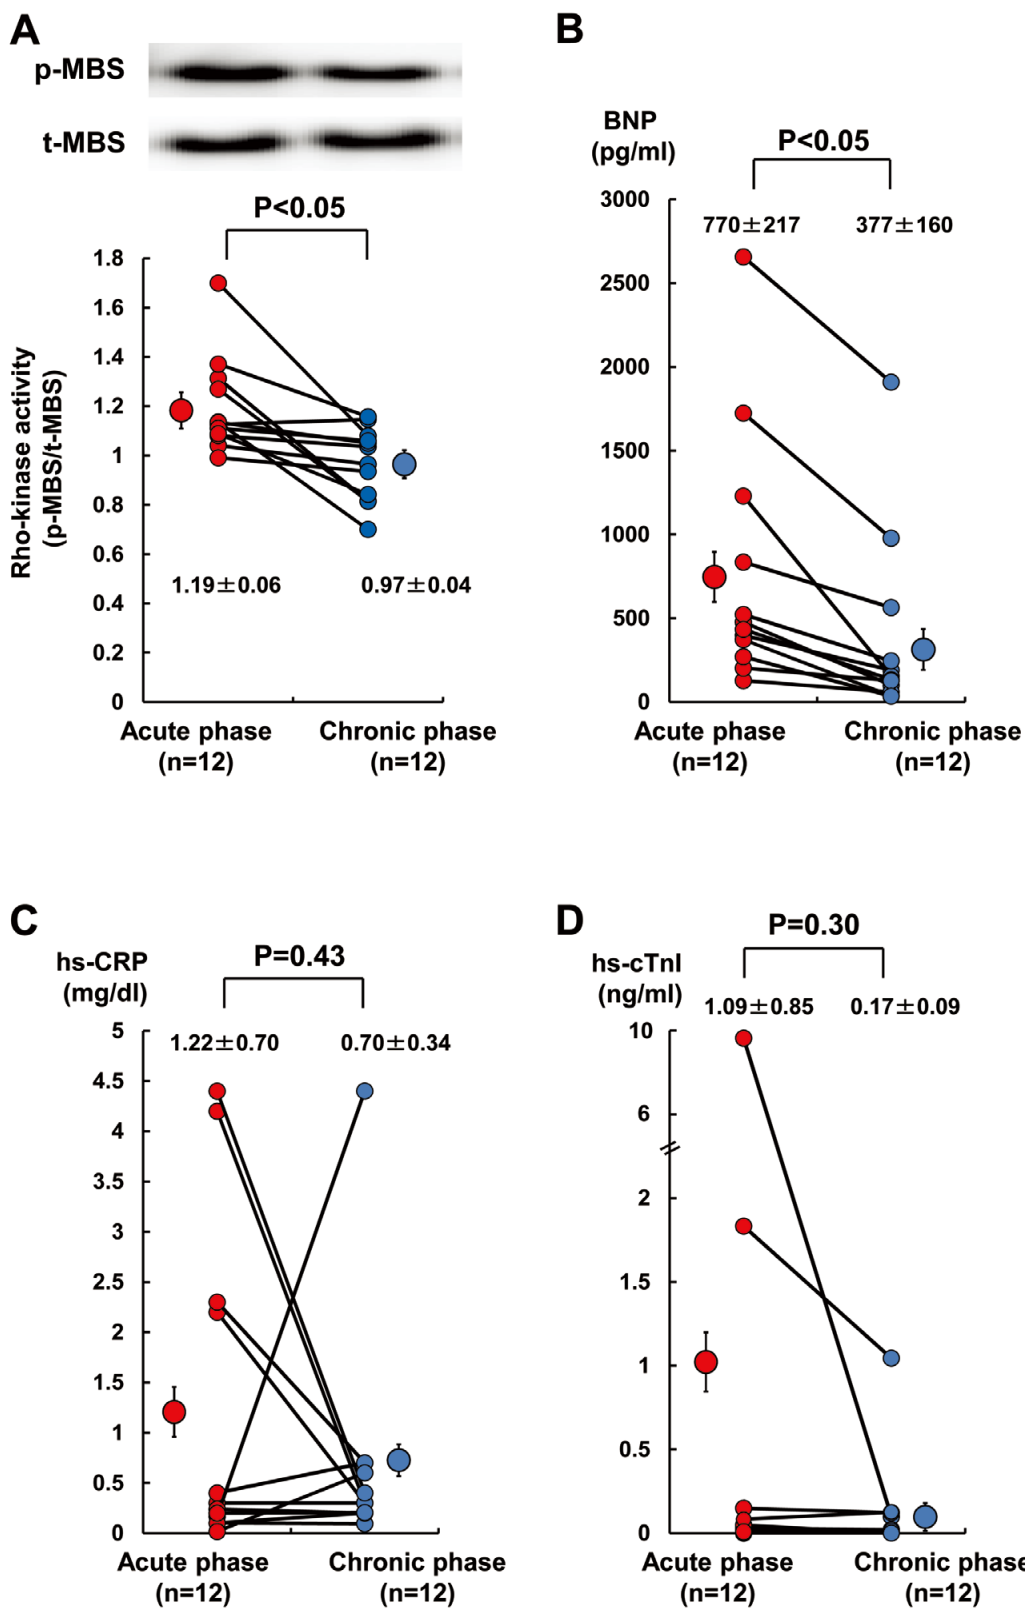 A
p-MBS
t-MBS
P<0.05
Rho-kinase activity
(p-MBS/t-MBS)
1.8
1.6
1.4
1.2
1
0.8
0.6
0.4
0.2
0
1.19±0.06
0.97±0.04
Acute phase
(n=12)
Chronic phase
(n=12)
B
BNP
(pg/ml)
P<0.05
3000
2500
2000
1500
1000
500
0
770±217
377±160
Acute phase
(n=12)
Chronic phase
(n=12)
C
hs-CRP
(mg/dl)
P=0.43
1.22±0.70
0.70±0.34
5
4.5
4
3.5
3
2.5
2
1.5
1
0.5
0
Acute phase
(n=12)
Chronic phase
(n=12)
D
hs-cTnI
(ng/ml)
P=0.30
1.09±0.85
0.17±0.09
10
6
2
1.5
1
0.5
0
Acute phase
(n=12)
Chronic phase
(n=12)